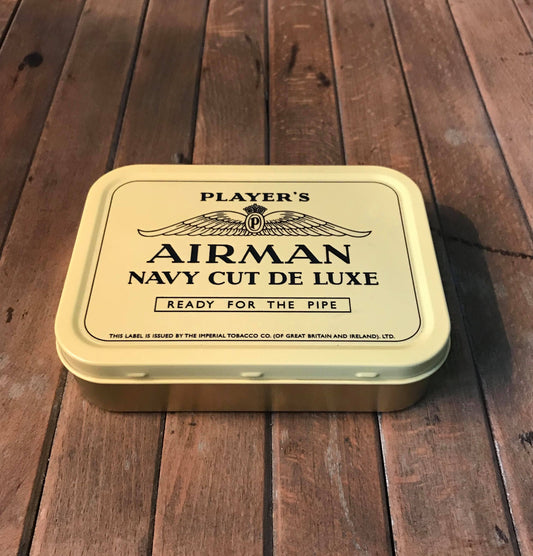 PLAYER'S
P
AIRMAN
NAVY CUT DE LUXE
READY FOR THE PIPE
THIS LABEL IS ISSUED BY THE IMPERIAL TOBACCO CO. (OF GREAT BRITAIN AND IRELAND), LTD.